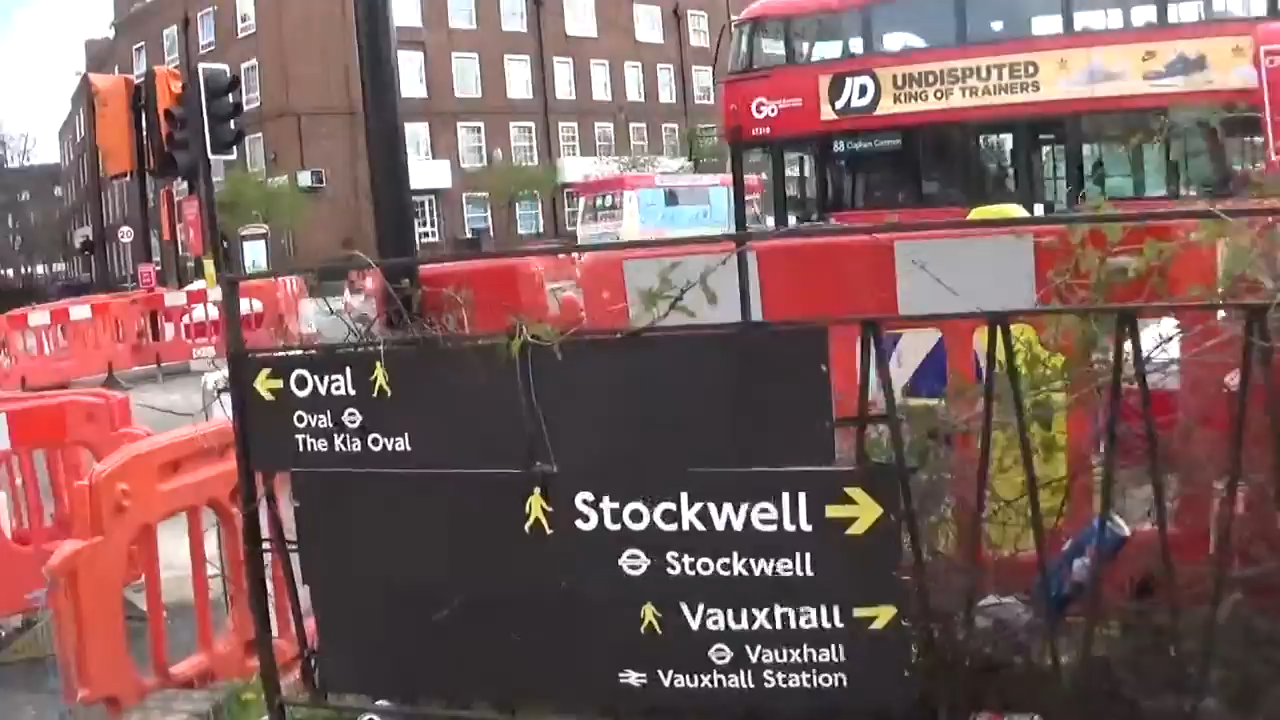 JD
UNDISPUTED
KING OF TRAINERS
Go
LT310
88 Clapham Common
20
Oval
Oval
The Kia Oval
Stockwell
Stockwell
Vauxhall
Vauxhall
Vauxhall Station